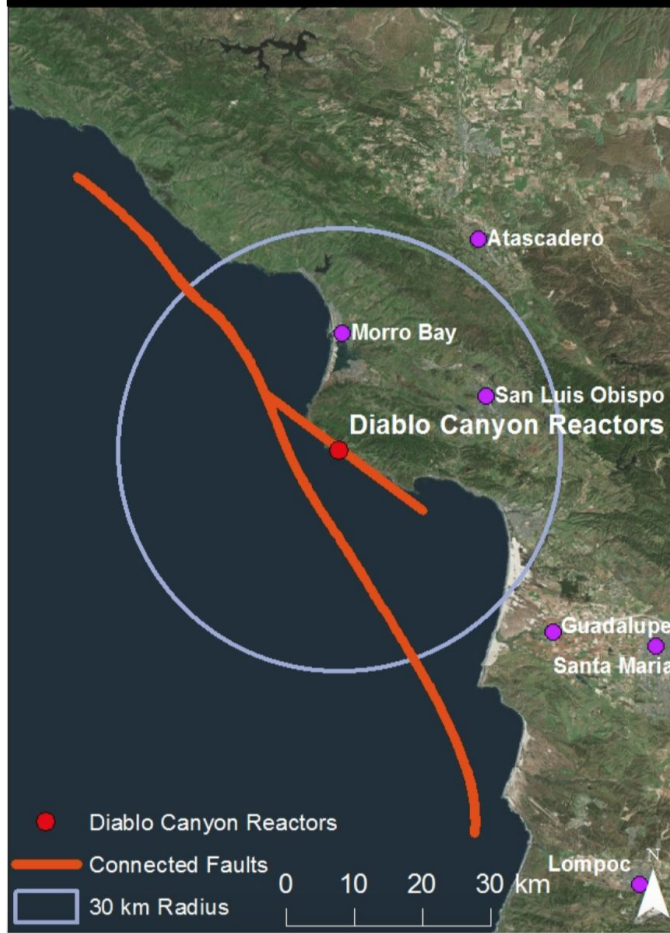 Atascadero
Morro Bay
San Luis Obispo
Diablo Canyon Reactors
Guadalupe
Santa Maria
Diablo Canyon Reactors
Connected Faults
30 km Radius
0 10 20 30 km
Lompoc
N